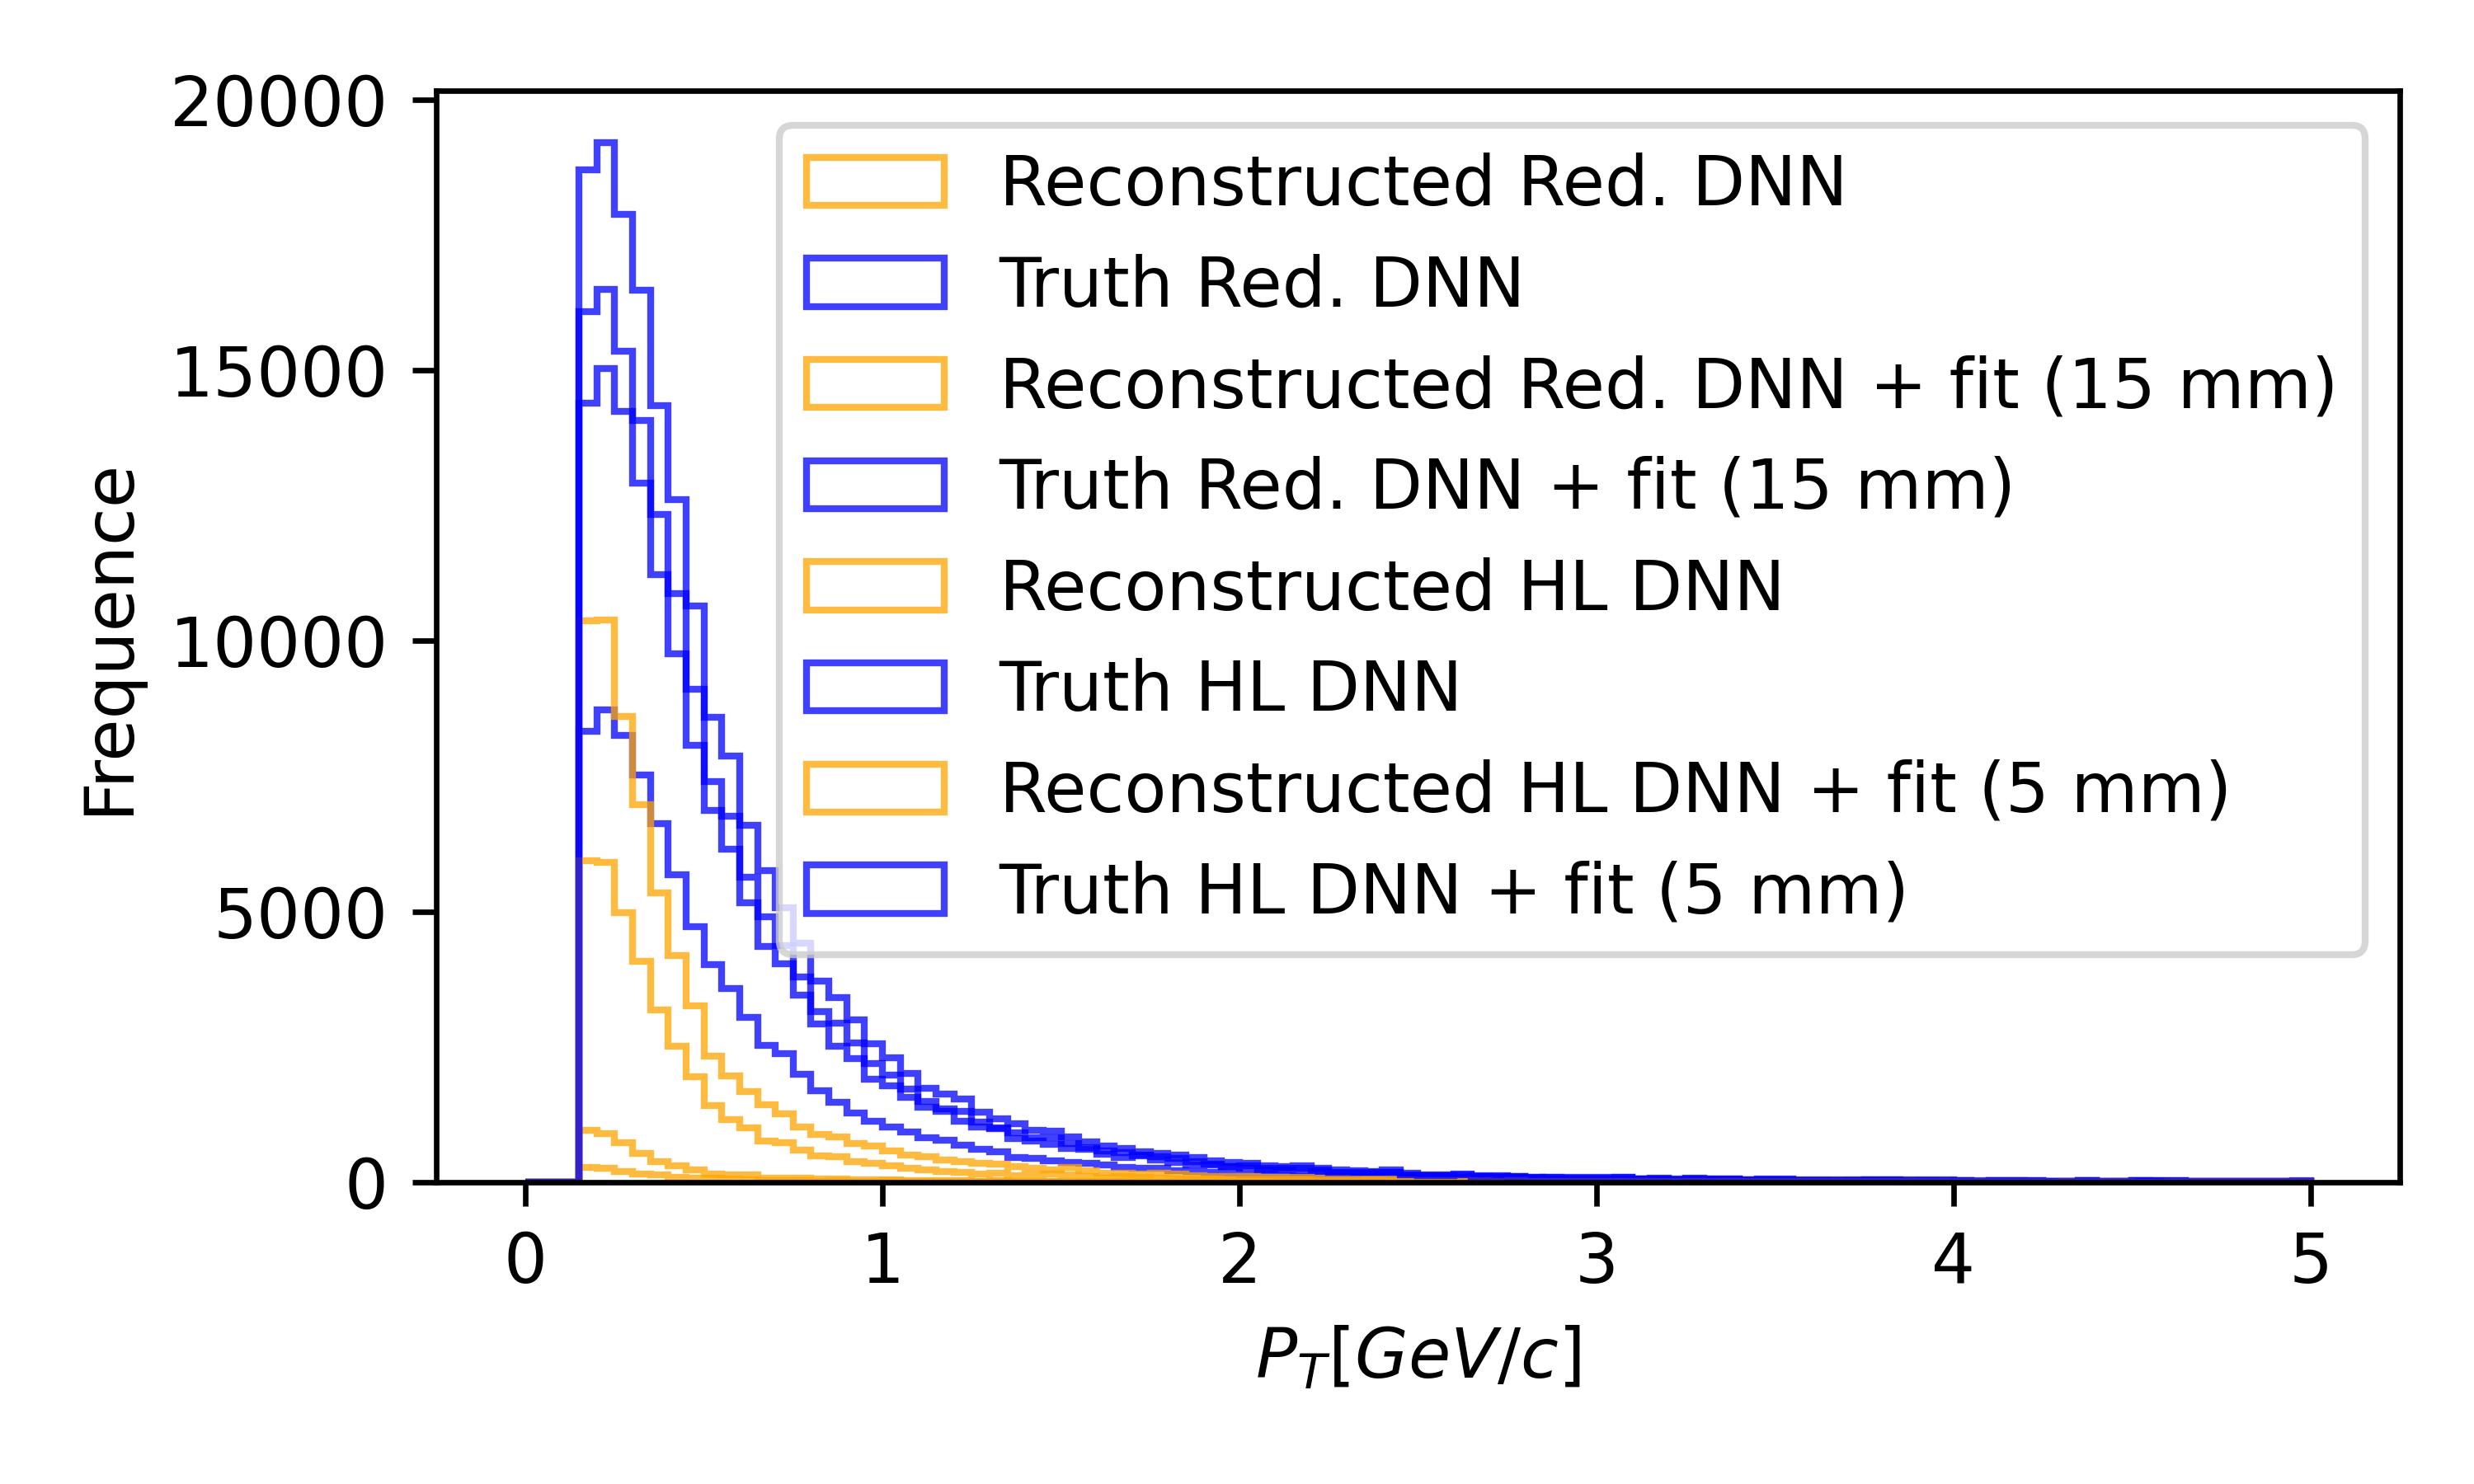 20000
15000
10000
5000
0
Frequence
Reconstructed Red. DNN
Truth Red. DNN
Reconstructed Red. DNN + fit (15 mm)
Truth Red. DNN + fit (15 mm)
Reconstructed HL DNN
Truth HL DNN
Reconstructed HL DNN + fit (5 mm)
Truth HL DNN + fit (5 mm)
0 1 2 3 4 5
P_T[GeV/c]